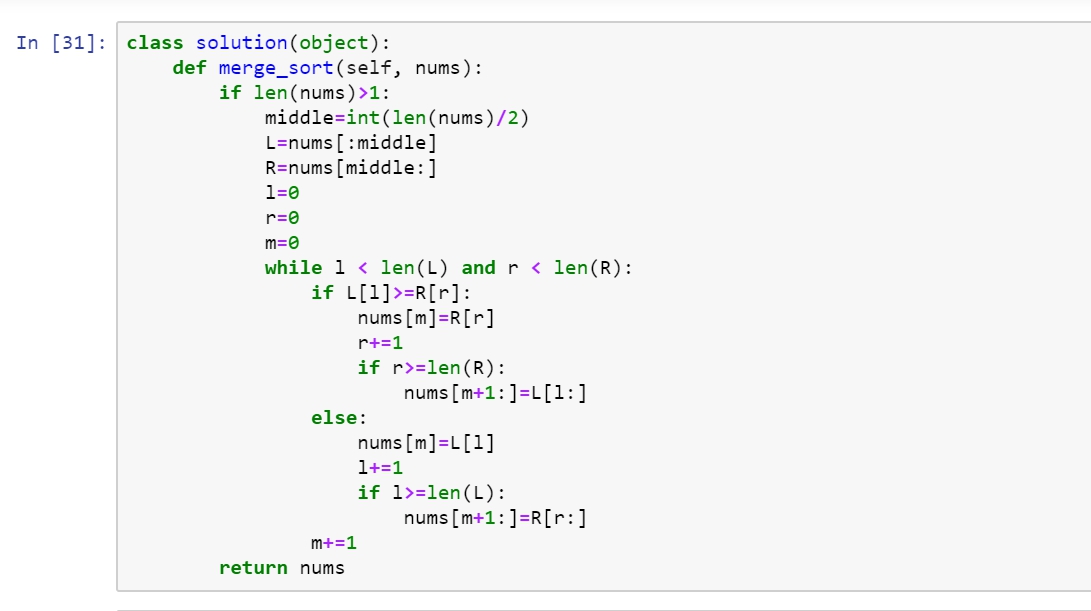 In [31]: class solution(object):
    def merge_sort(self, nums):
        if len(nums)>1:
            middle=int(len(nums)/2)
            L=nums[:middle]
            R=nums[middle:]
            l=0
            r=0
            m=0
            while l < len(L) and r < len(R):
                if L[l]>=R[r]:
                    nums[m]=R[r]
                    r+=1
                    if r>=len(R):
                        nums[m+1:]=L[l:]
                else:
                    nums[m]=L[l]
                    l+=1
                    if l>=len(L):
                        nums[m+1:]=R[r:]
                m+=1
        return nums